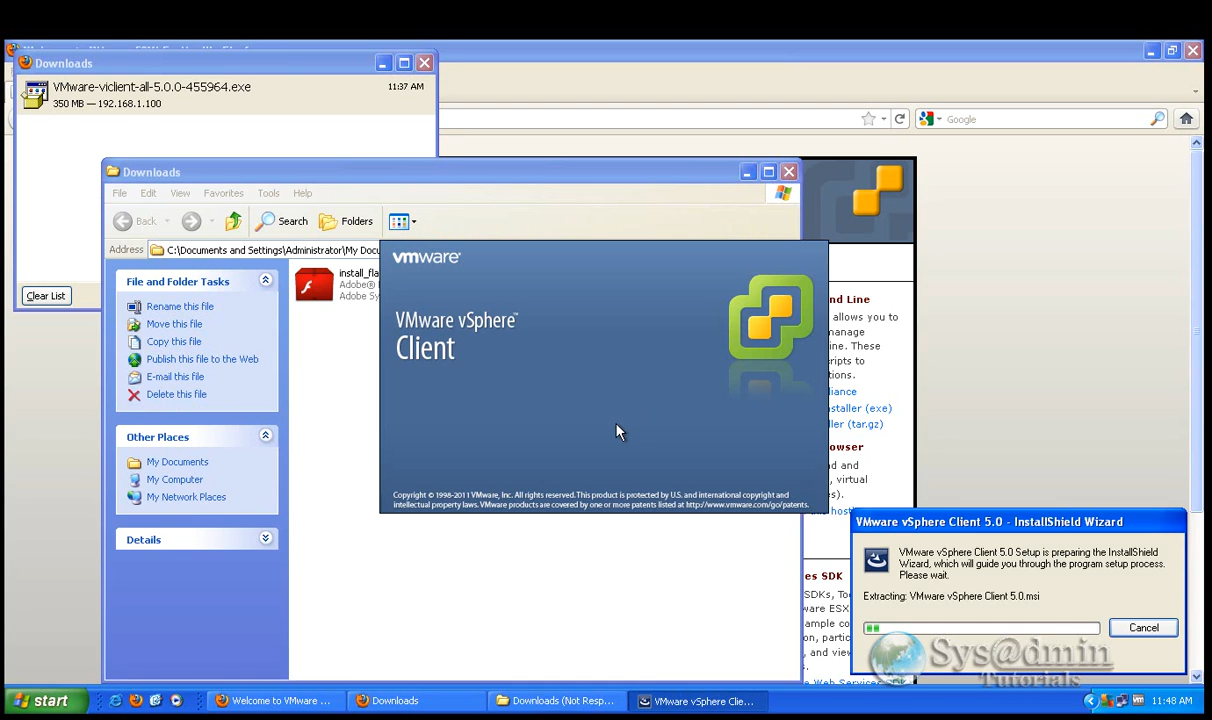 Downloads
VMware-viclient-all-5.0.0-455964.exe
11:37 AM
350 MB — 192.168.1.100
Google
Downloads
File Edit View Favorites Tools Help
Back Search Folders
Address C:\Documents and Settings\Administrator\My Docu
Clear List
File and Folder Tasks
Rename this file
Move this file
Copy this file
Publish this file to the Web
E-mail this file
Delete this file
Other Places
My Documents
My Computer
My Network Places
Details
install_fla
Adobe®
Adobe Sy
vmware®
VMware vSphere™
Client
Copyright © 1998-2011 VMware, Inc. All rights reserved. This product is protected by U.S. and international copyright and
intellectual property laws. VMware products are covered by one or more patents listed at http://www.vmware.com/go/patents.
nd Line
allows you to
manage
ine. These
ripts to
tions.
liance
nstaller (exe)
ller (tar.gz)
rowser
d and
, virtual
s).
host
es SDK
SDKs, To
ware ESX
ample co
n, partic
, and view
s.
e Web Services SDK
VMware vSphere Client 5.0 - InstallShield Wizard
VMware vSphere Client 5.0 Setup is preparing the InstallShield
Wizard, which will guide you through the program setup process.
Please wait.
Extracting: VMware vSphere Client 5.0.msi
Cancel
Sys@dmin
Tutorials
start
Welcome to VMware ...
Downloads
Downloads (Not Resp...
VMware vSphere Clie...
11:48 AM